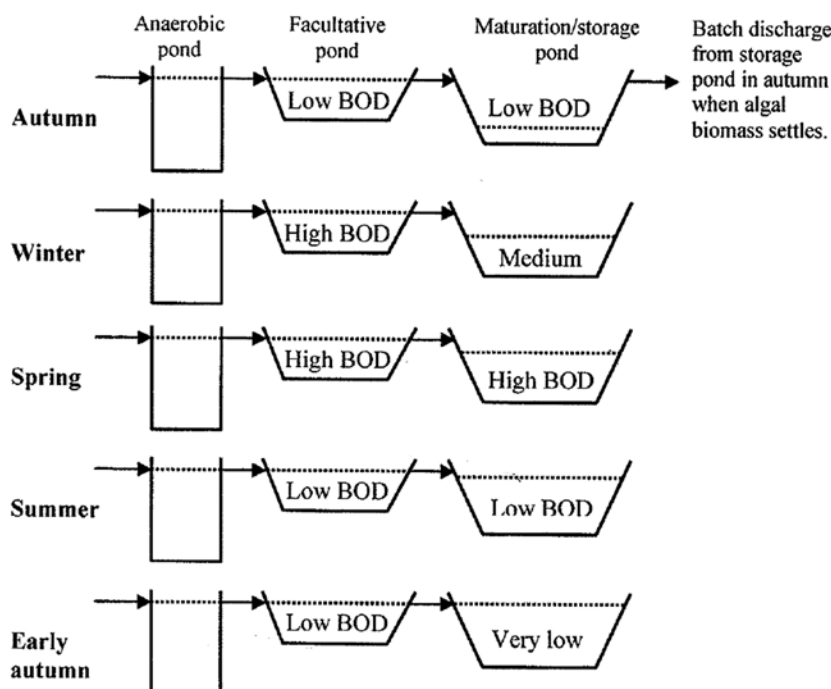 Anaerobic
pond
Facultative
pond
Maturation/storage
pond
Batch discharge
from storage
pond in autumn
when algal
biomass settles.
Autumn
Low BOD
Low BOD
Winter
High BOD
Medium
Spring
High BOD
High BOD
Summer
Low BOD
Low BOD
Early
autumn
Low BOD
Very low